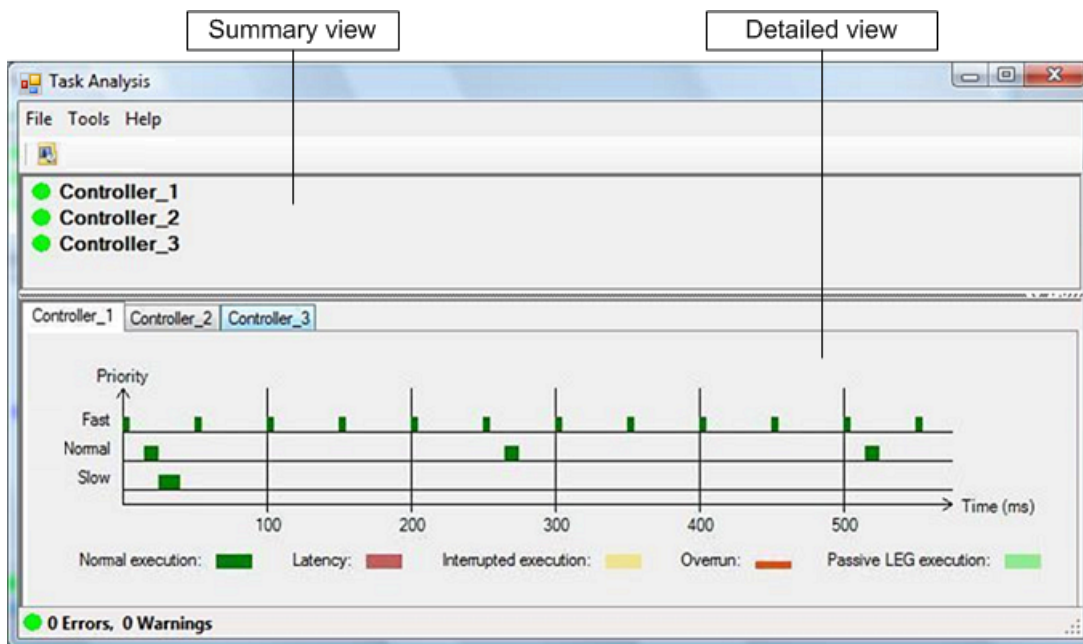 Summary view
Detailed view
Task Analysis
File Tools Help
Controller_1
Controller_2
Controller_3
Controller_1 Controller_2 Controller_3
Priority
Fast
Normal
Slow
100 200 300 400 500
Time (ms)
Normal execution: Latency: Interrupted execution: Overrun: Passive LEG execution:
0 Errors, 0 Warnings